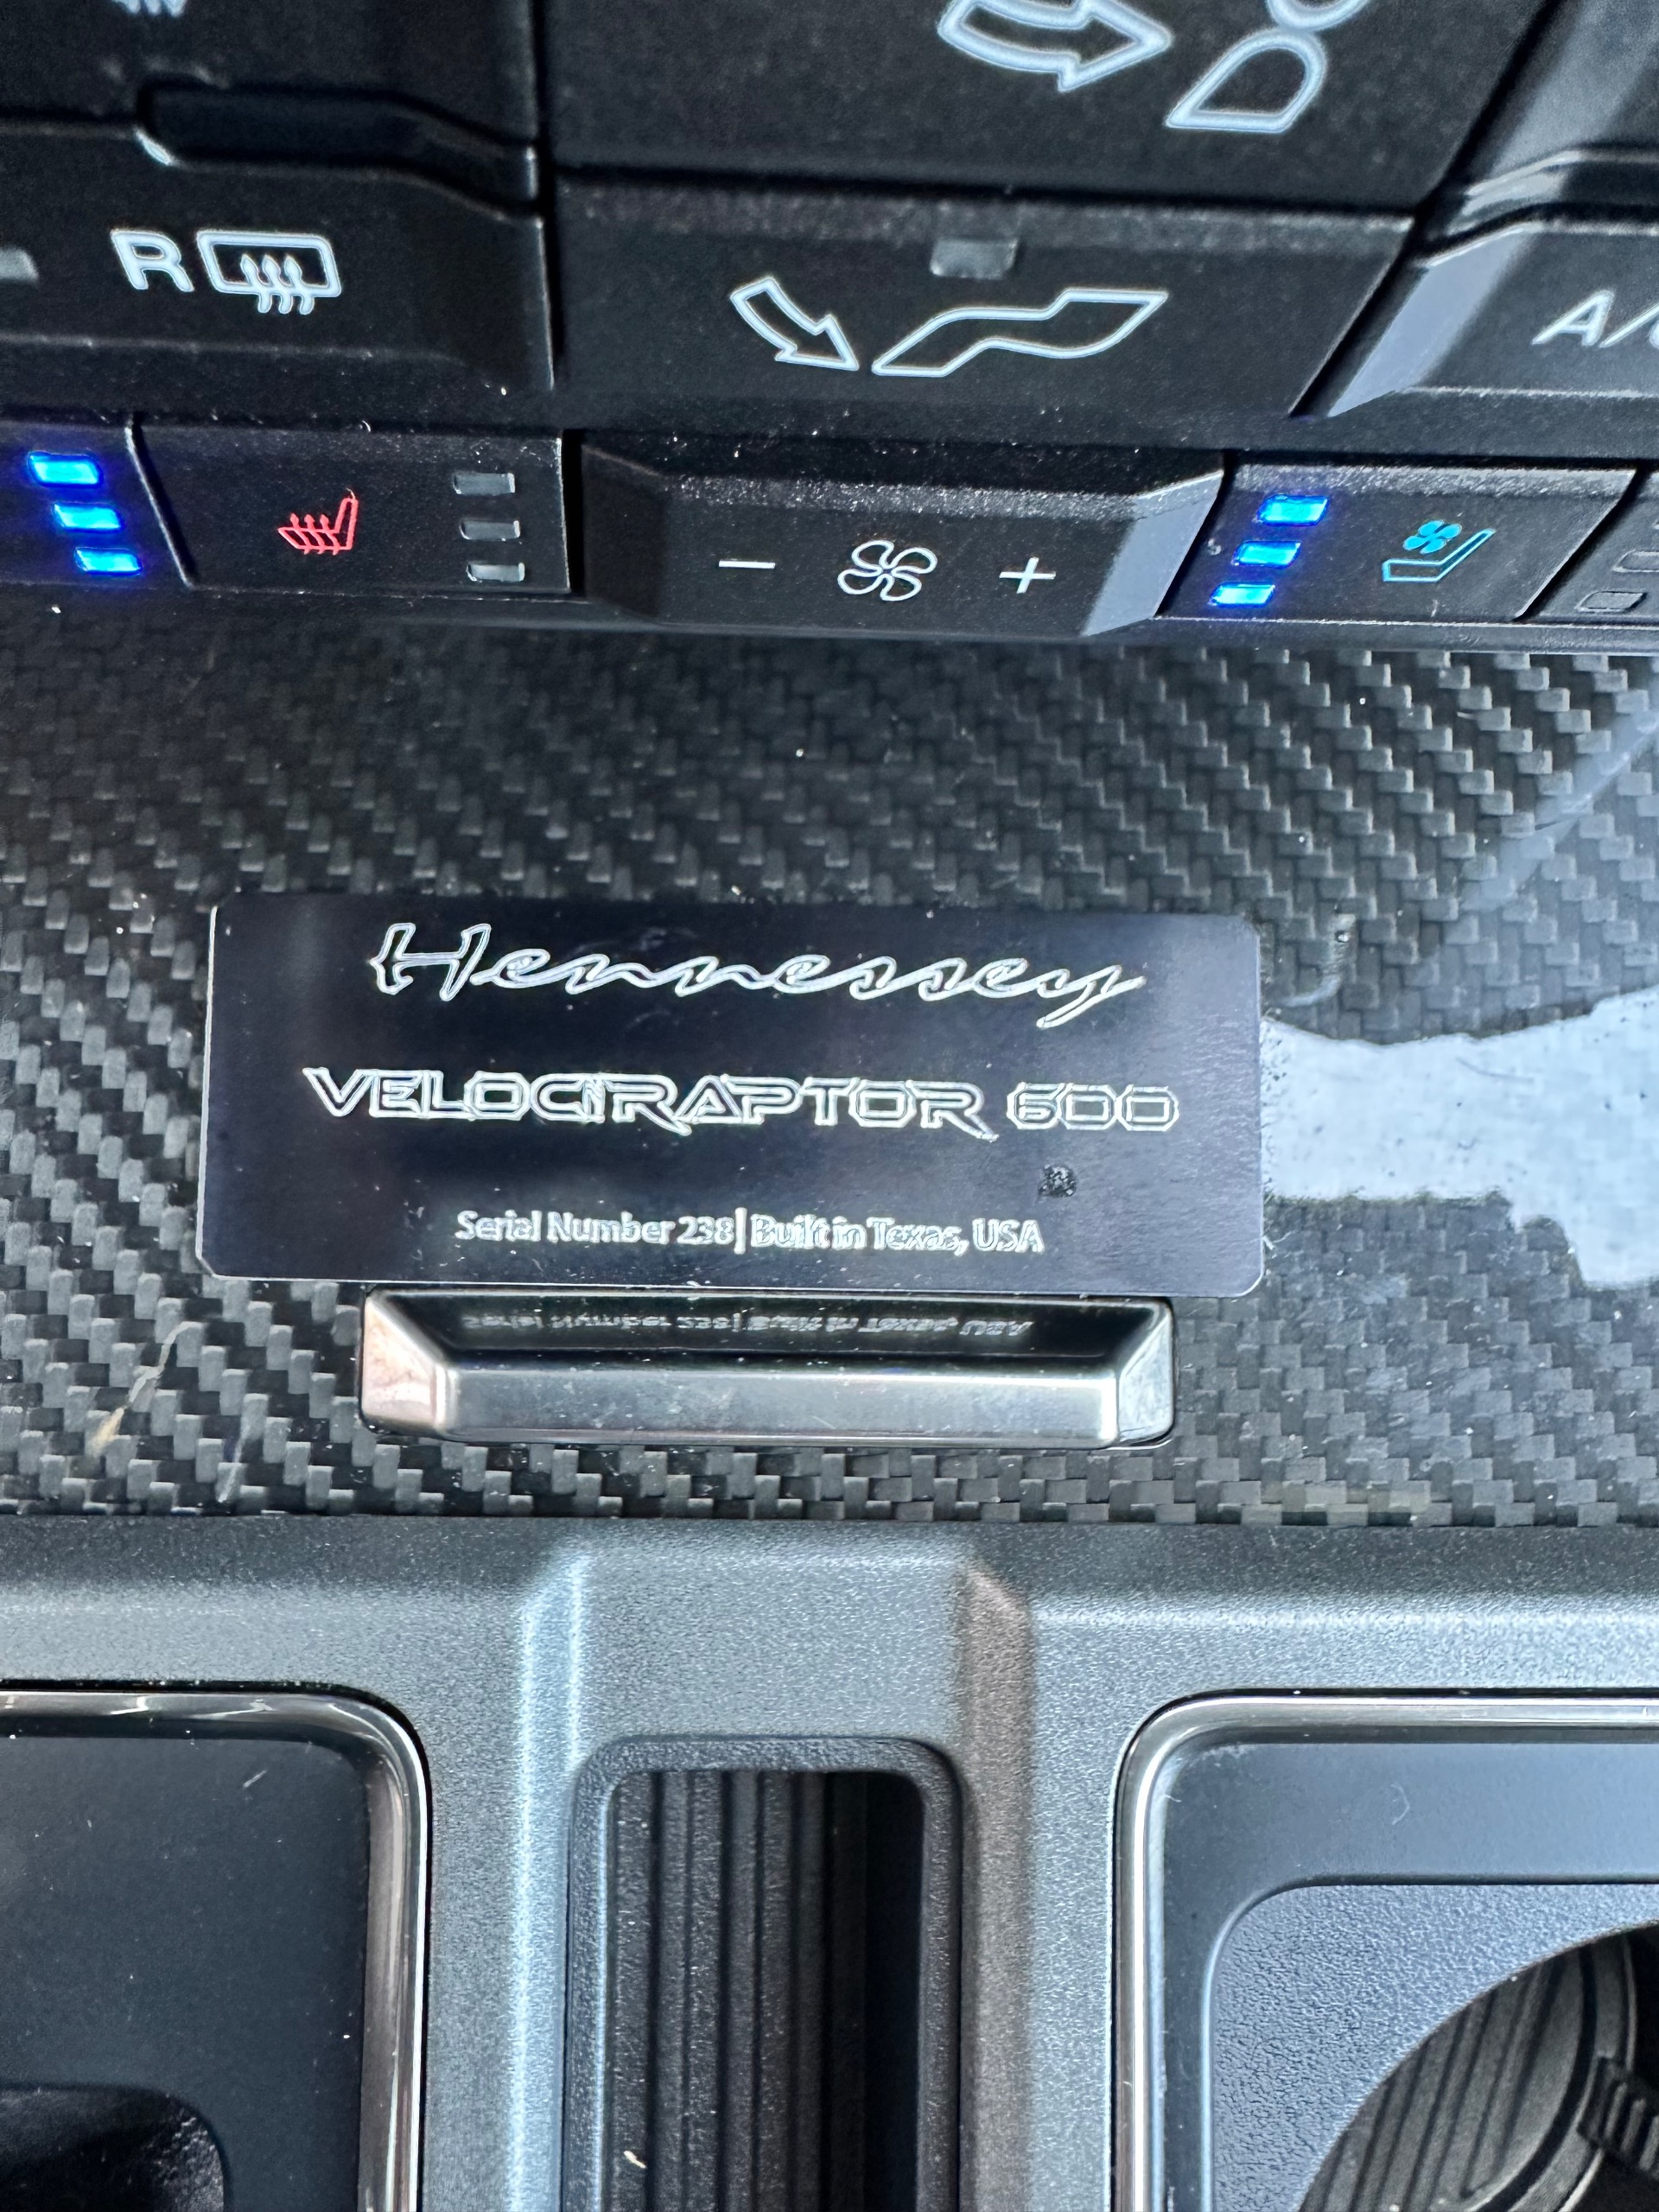 R
A/C
Hennessey
VELOCIRAPTOR 600
Serial Number 238 | Built in Texas, USA